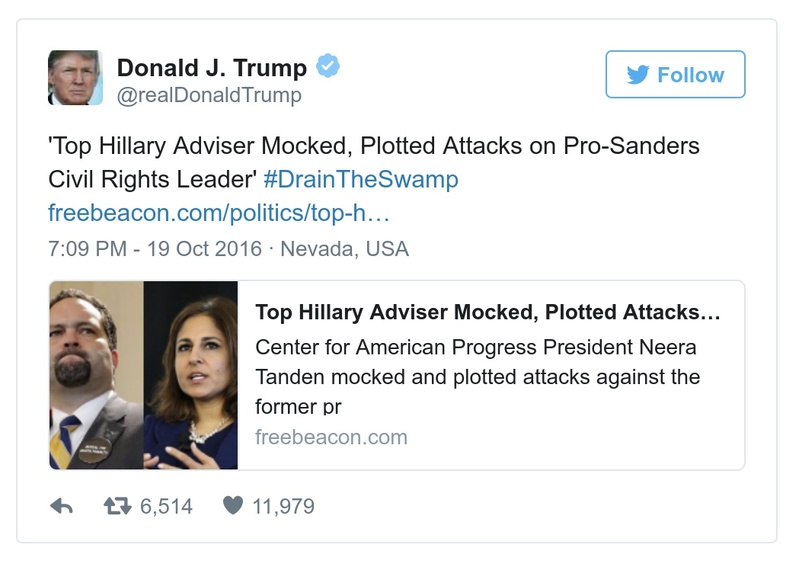 Donald J. Trump
@realDonaldTrump
Follow
'Top Hillary Adviser Mocked, Plotted Attacks on Pro-Sanders
Civil Rights Leader' #DrainTheSwamp
freebeacon.com/politics/top-h…
7:09 PM - 19 Oct 2016 · Nevada, USA
Top Hillary Adviser Mocked, Plotted Attacks…
Center for American Progress President Neera
Tanden mocked and plotted attacks against the
former pr
freebeacon.com
6,514
11,979